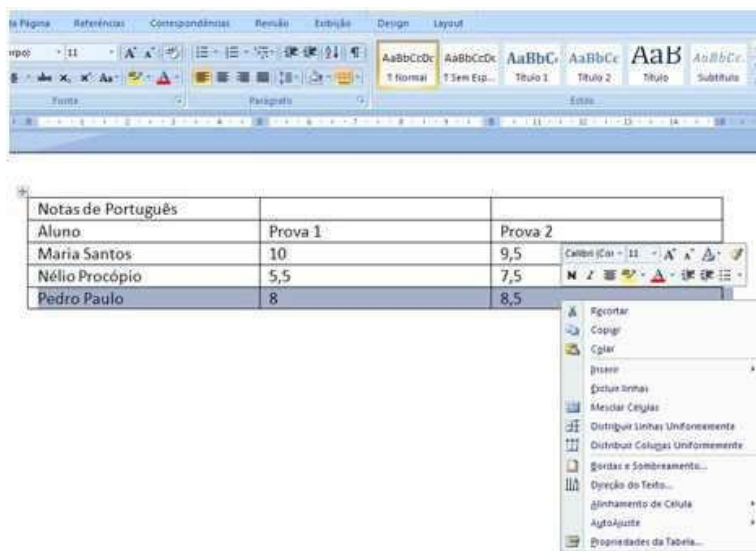 Página Referências Correspondências Revisão Exibição Design Layout
11
AaBbCcDc AaBbCcDc AaBbC AaBbCc AaB AaBbCc.
¶ Normal ¶ Sem Esp... Título 1 Título 2 Título Subtítulo
Fonte Parágrafo Estilo
Notas de Português
Aluno Prova 1 Prova 2
Maria Santos 10 9,5
Nélio Procópio 5,5 7,5
Pedro Paulo 8 8,5
Calibri (Cor 11
N I
Recortar
Copiar
Colar
Inserir
Excluir linhas
Mesclar Células
Distribuir Linhas Uniformemente
Distribuir Colunas Uniformemente
Bordas e Sombreamento...
Direção do Texto...
Alinhamento de Célula
AutoAjuste
Propriedades da Tabela...